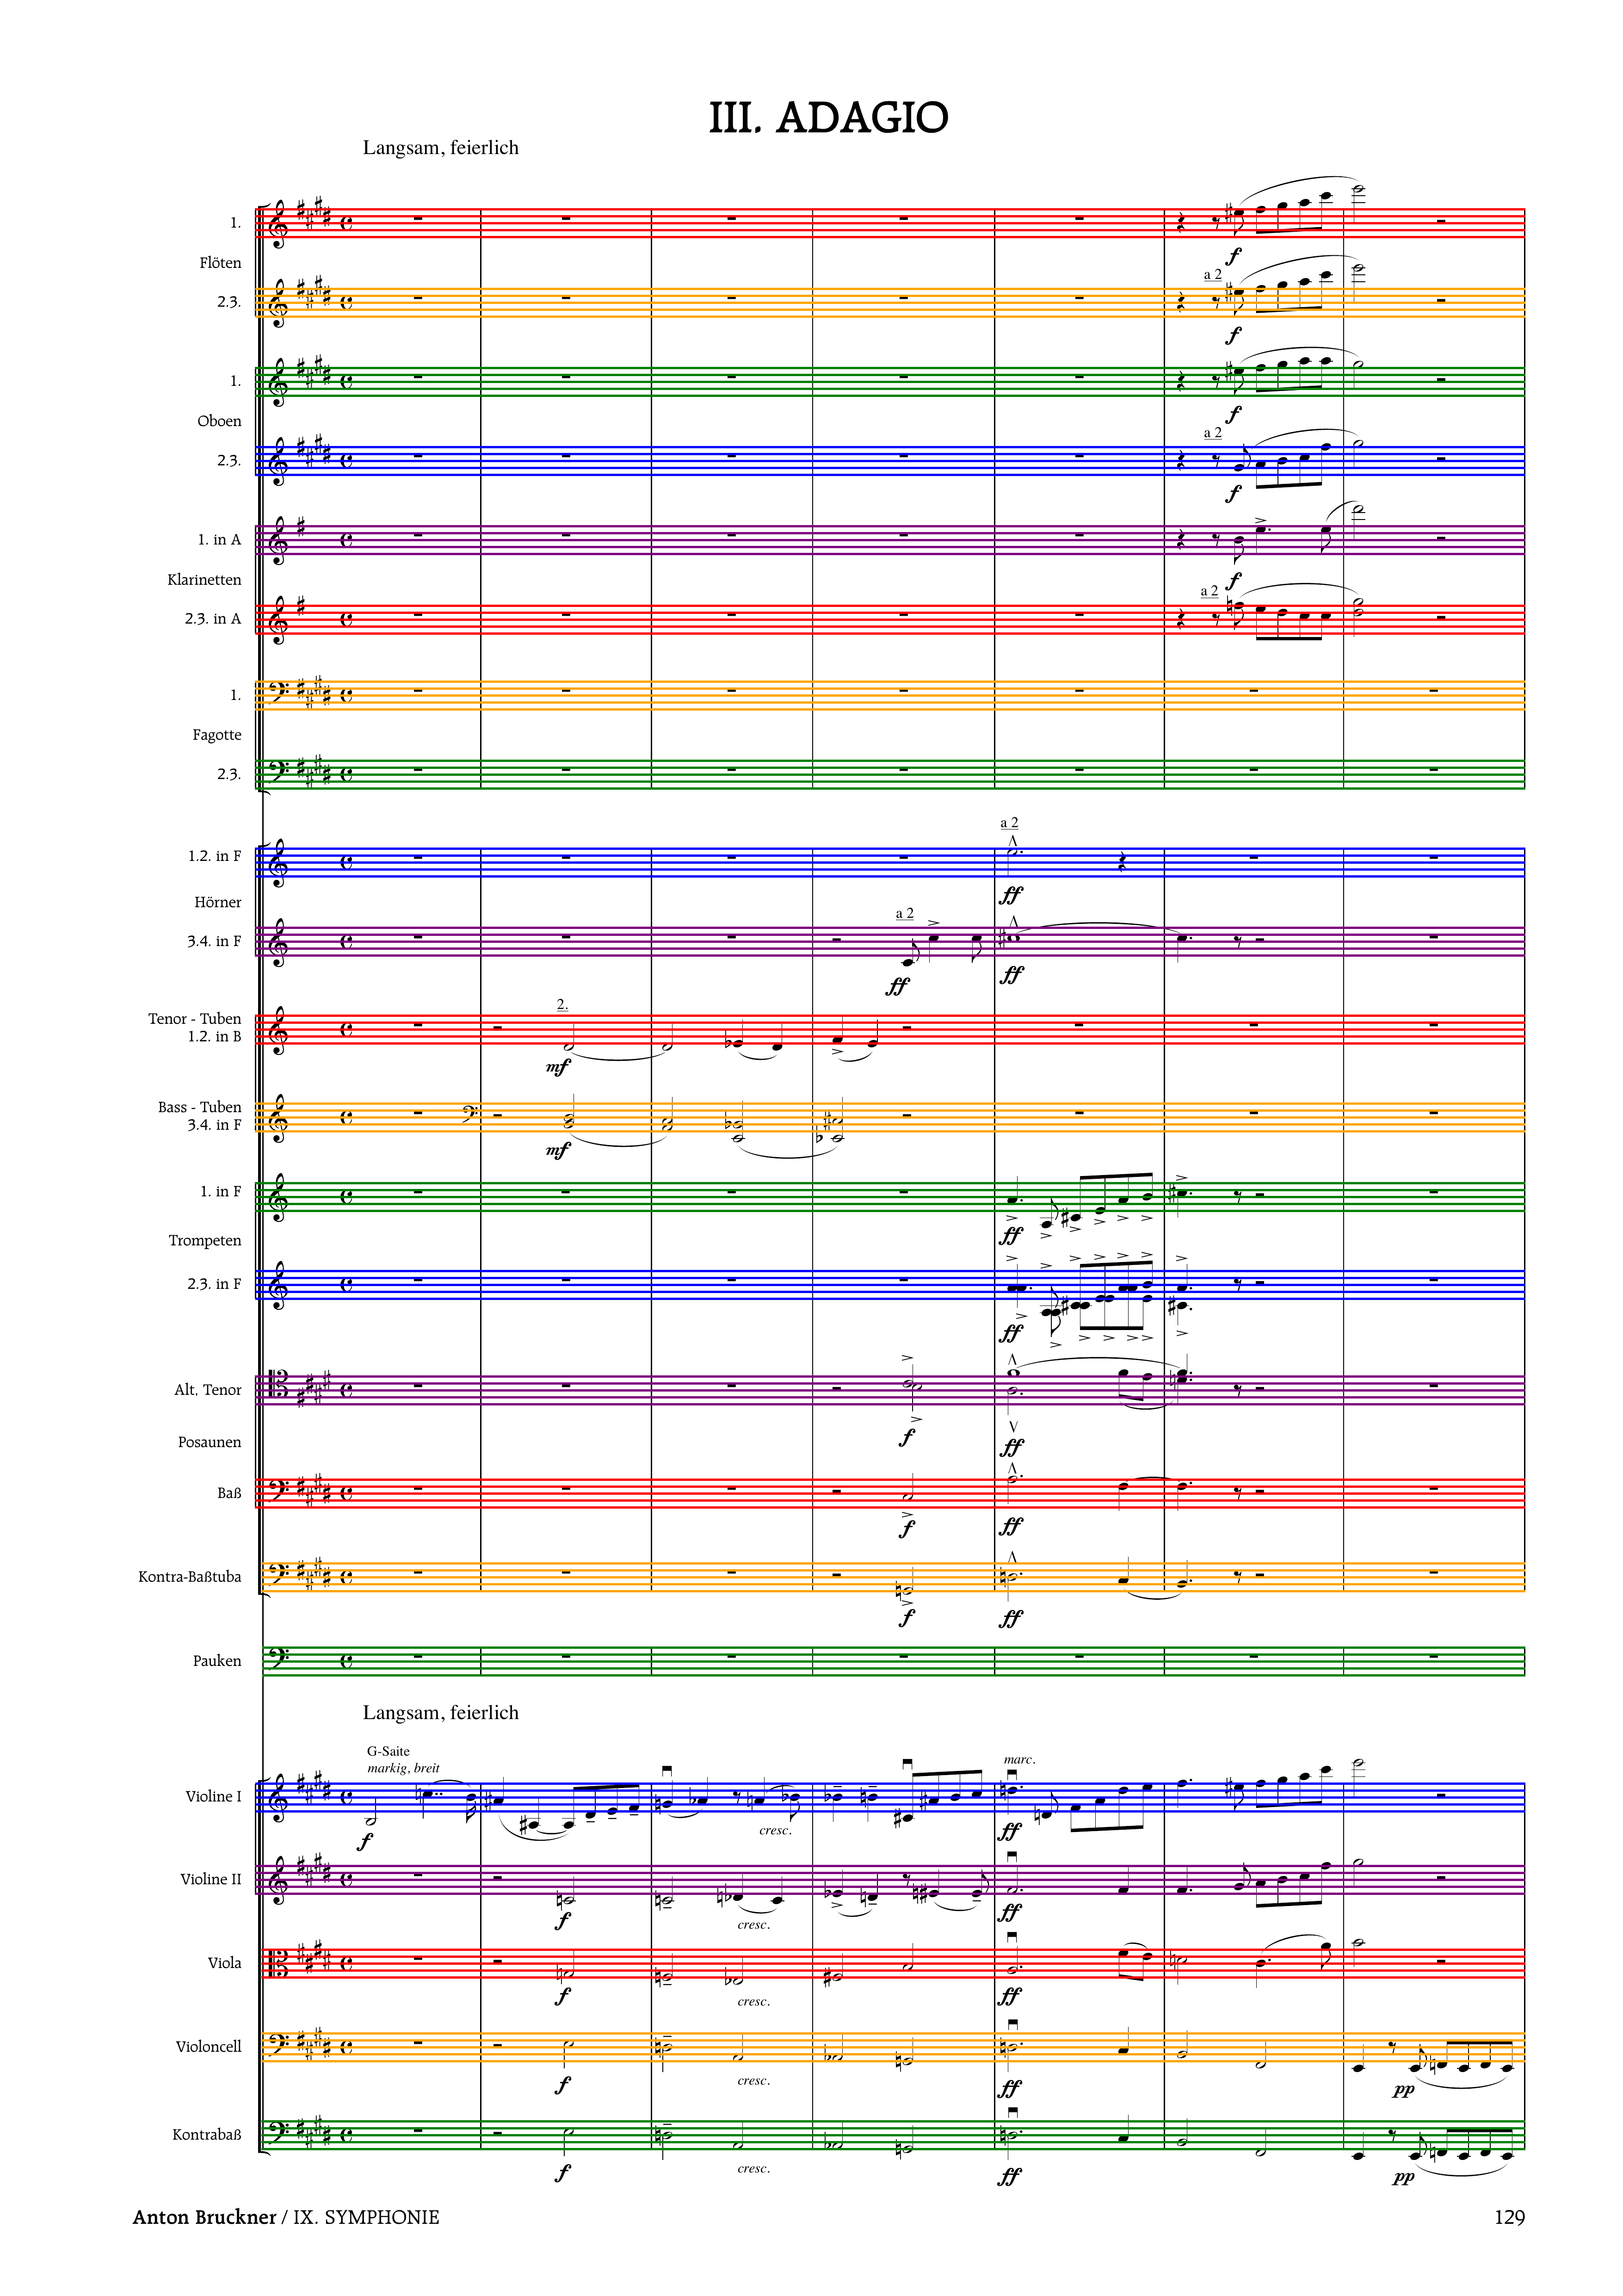 III. ADAGIO
Langsam, feierlich
1.
f
Flöten
a 2
2.3.
f
1.
f
Oboen
a 2
2.3.
f
1. in A
f
Klarinetten
a 2
2.3. in A
1.
Fagotte
2.3.
a 2
1.2. in F
ff
Hörner
a 2
3.4. in F
ff ff
2.
Tenor - Tuben
1.2. in B
mf
Bass - Tuben
3.4. in F
mf
1. in F
ff
Trompeten
2.3. in F
ff
Alt. Tenor
f ff
Posaunen
Baß
f ff
Kontra-Baßtuba
f ff
Pauken
Langsam, feierlich
G-Saite
markig, breit marc.
Violine I
f cresc. ff
Violine II
f cresc. ff
Viola
f cresc. ff
Violoncell
f cresc. ff pp
Kontrabaß
f cresc. ff pp
Anton Bruckner / IX. SYMPHONIE 129